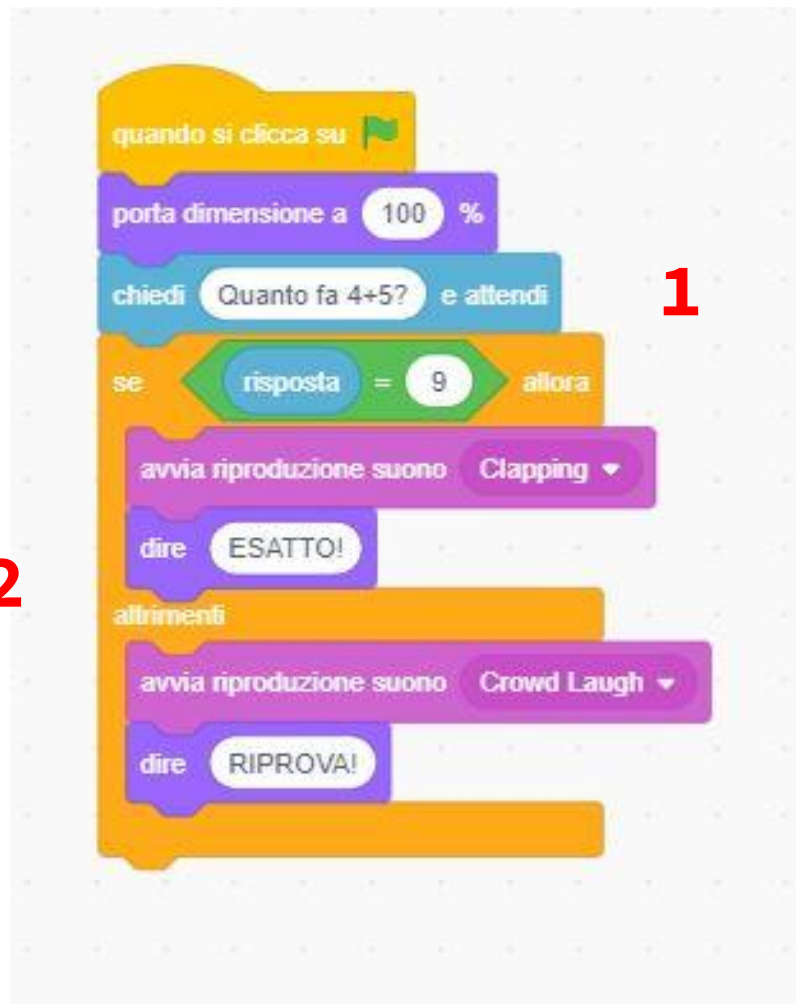 quando si clicca su
porta dimensione a 100 %
chiedi Quanto fa 4+5? e attendi
1
se risposta = 9 allora
avvia riproduzione suono Clapping
dire ESATTO!
2
altrimenti
avvia riproduzione suono Crowd Laugh
dire RIPROVA!